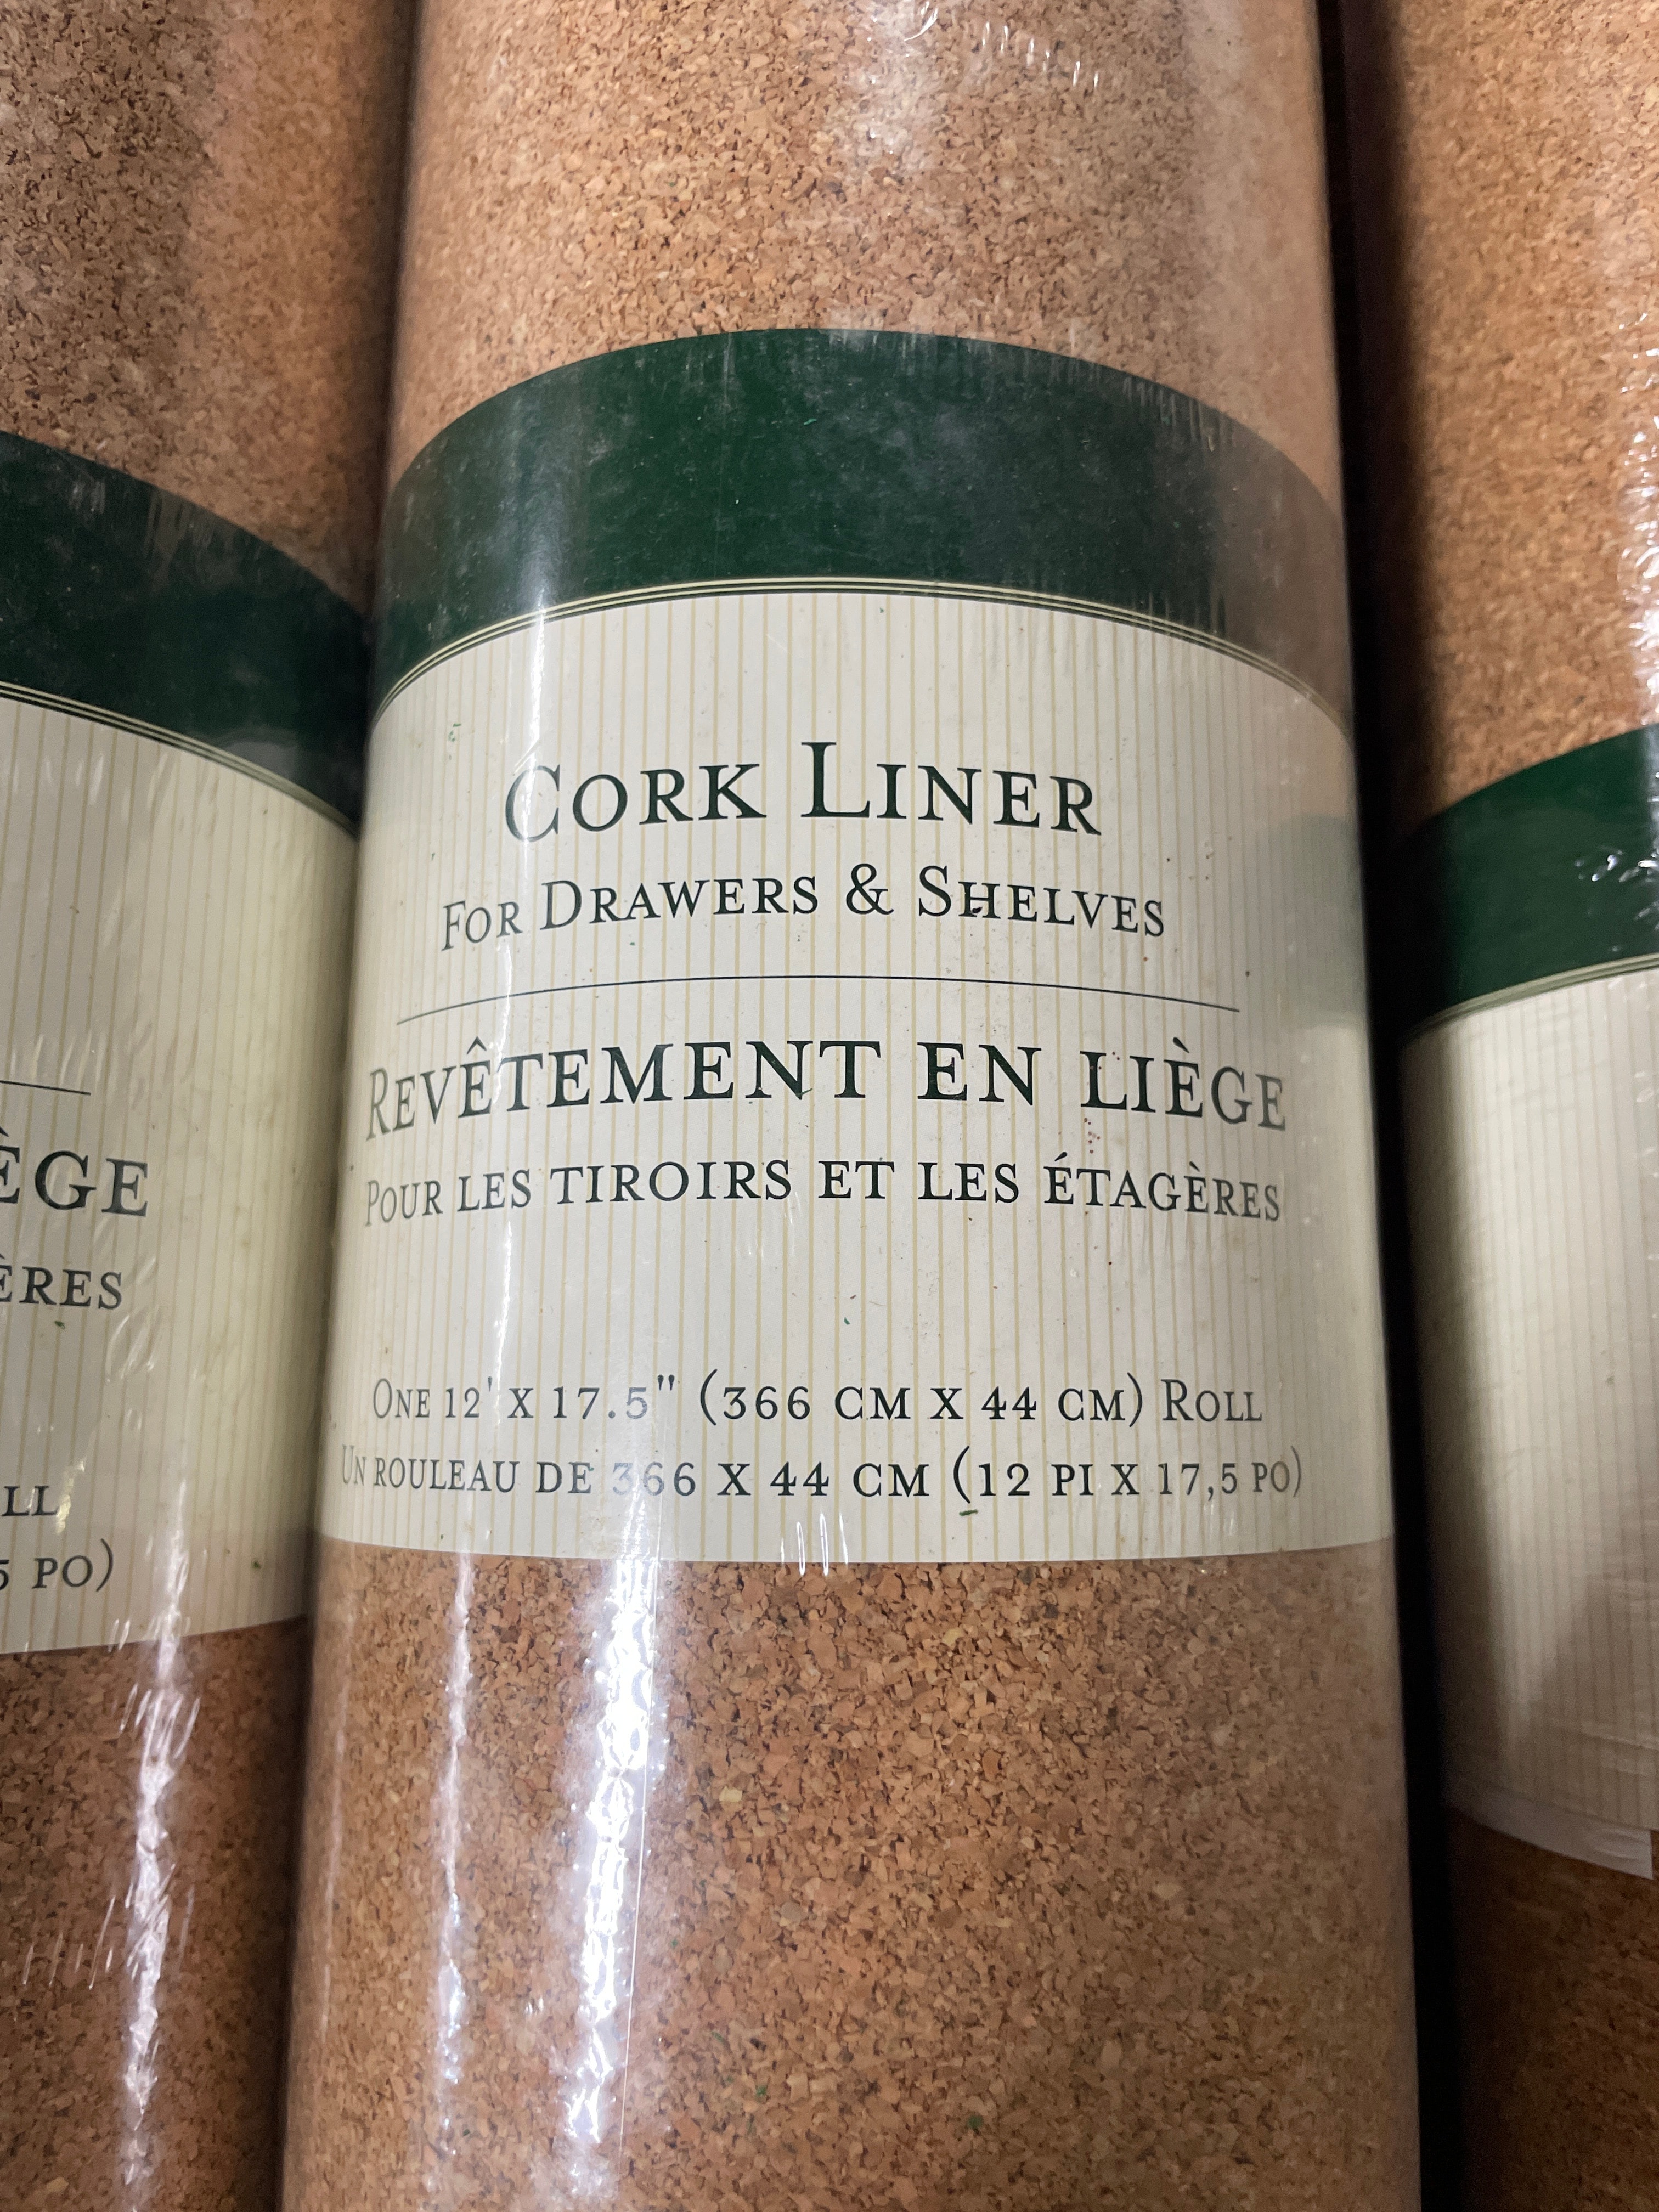 CORK LINER
FOR DRAWERS & SHELVES
REVÊTEMENT EN LIÈGE
POUR LES TIROIRS ET LES ÉTAGÈRES
ONE 12' X 17.5" (366 CM X 44 CM) ROLL
UN ROULEAU DE 366 X 44 CM (12 PI X 17,5 PO)
ÈGE
ÈRES
LL
5 PO)